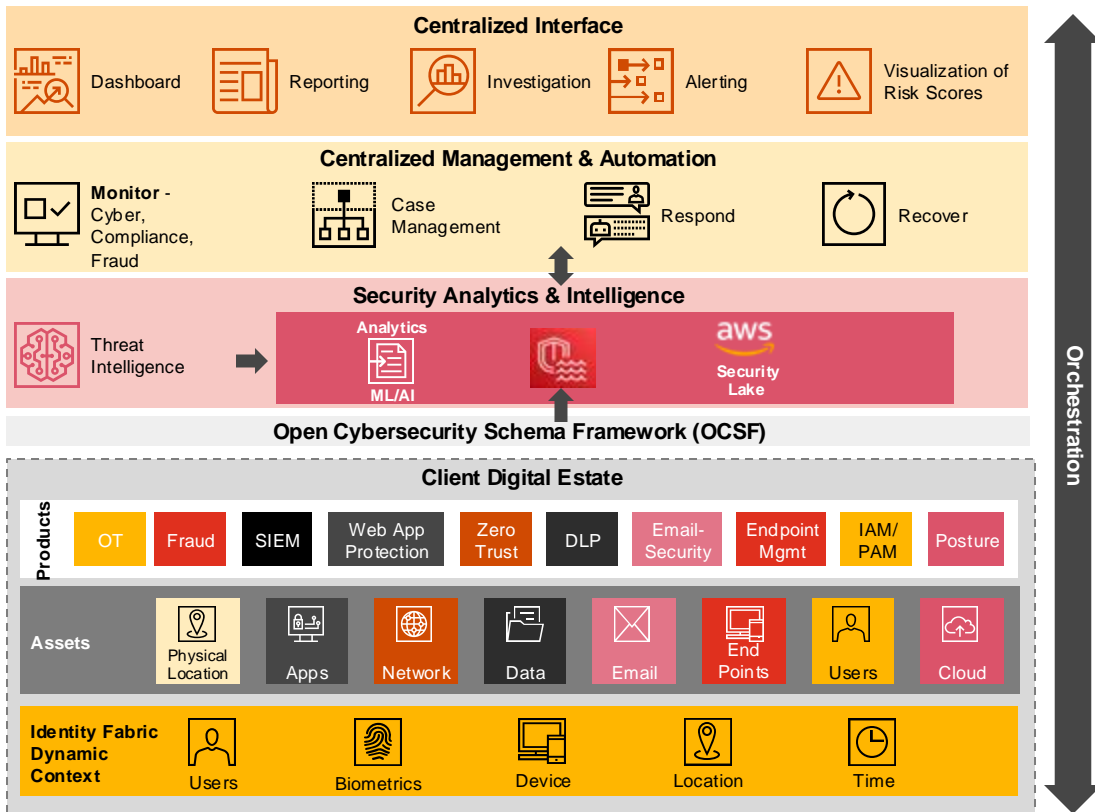 Centralized Interface
Dashboard
Reporting
Investigation
Alerting
Visualization of
Risk Scores
Centralized Management & Automation
Monitor -
Cyber,
Compliance,
Fraud
Case
Management
Respond
Recover
Security Analytics & Intelligence
Threat
Intelligence
Analytics
ML/AI
aws
Security
Lake
Open Cybersecurity Schema Framework (OCSF)
Client Digital Estate
Products
OT
Fraud
SIEM
Web App
Protection
Zero
Trust
DLP
Email-
Security
Endpoint
Mgmt
IAM/
PAM
Posture
Assets
Physical
Location
Apps
Network
Data
Email
End
Points
Users
Cloud
Identity Fabric
Dynamic
Context
Users
Biometrics
Device
Location
Time
Orchestration